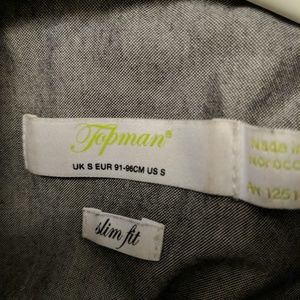 Topman®
UK S EUR 91-96CM US S
Made in
Morocco
slim fit